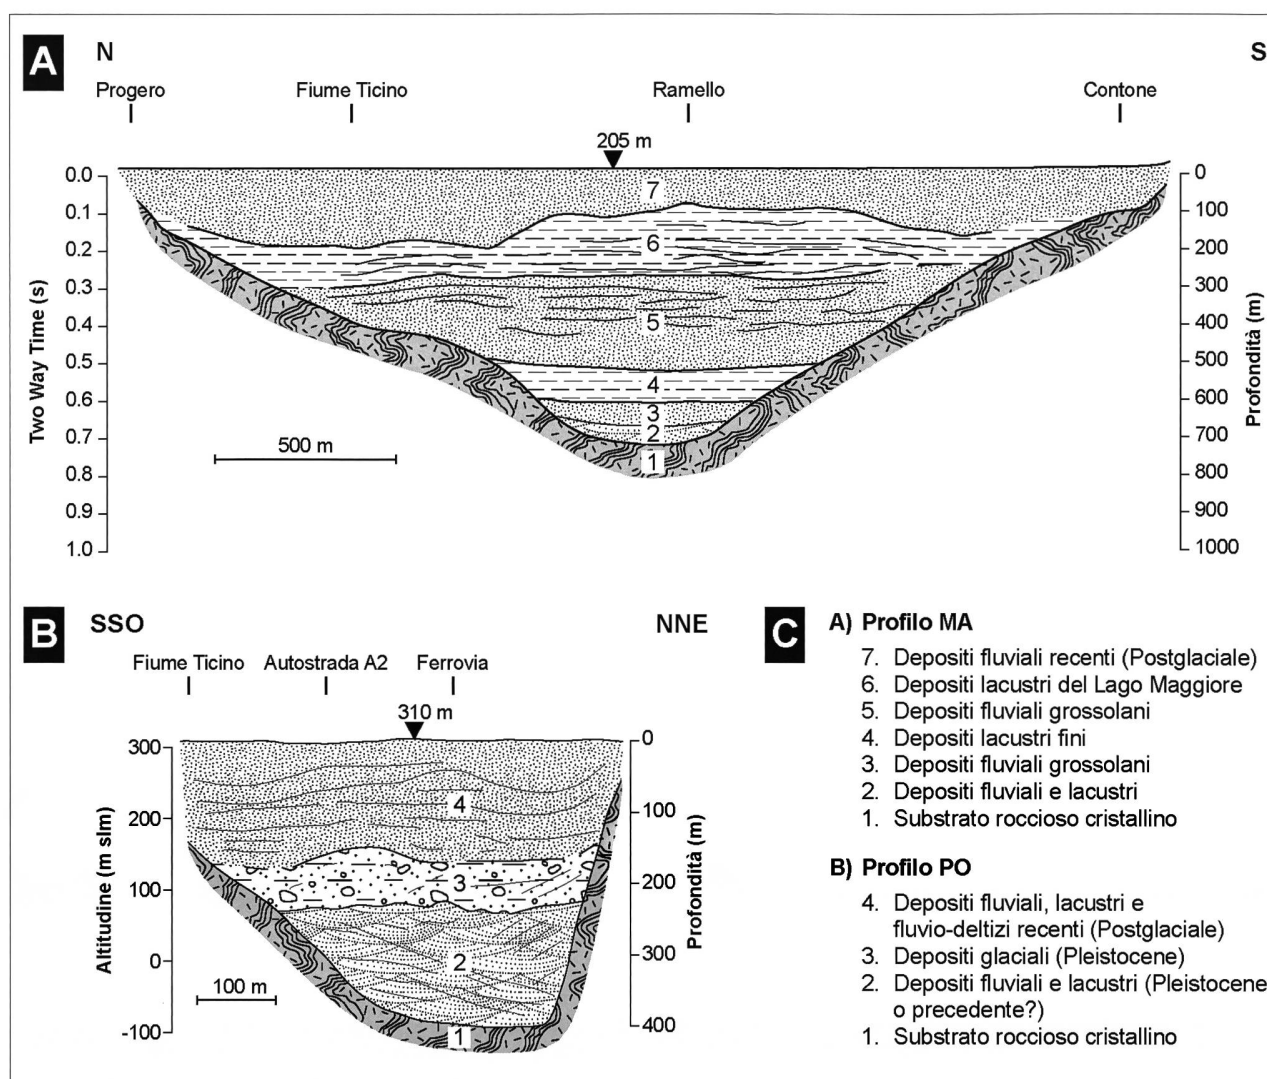 A
N
S
Progero
Fiume Ticino
Ramello
Contone
205 m
0.0
0.1
0.2
0.3
0.4
0.5
0.6
0.7
0.8
0.9
1.0
Two Way Time (s)
0
100
200
300
400
500
600
700
800
900
1000
Profondità (m)
7
6
5
4
3
2
1
500 m
B
SSO
NNE
Fiume Ticino
Autostrada A2
Ferrovia
310 m
300
200
100
0
-100
Altitudine (m slm)
0
100
200
300
400
Profondità (m)
4
3
2
1
100 m
C
A) Profilo MA
7. Depositi fluviali recenti (Postglaciale)
6. Depositi lacustri del Lago Maggiore
5. Depositi fluviali grossolani
4. Depositi lacustri fini
3. Depositi fluviali grossolani
2. Depositi fluviali e lacustri
1. Substrato roccioso cristallino
B) Profilo PO
4. Depositi fluviali, lacustri e
fluvio-deltizi recenti (Postglaciale)
3. Depositi glaciali (Pleistocene)
2. Depositi fluviali e lacustri (Pleistocene
o precedente?)
1. Substrato roccioso cristallino